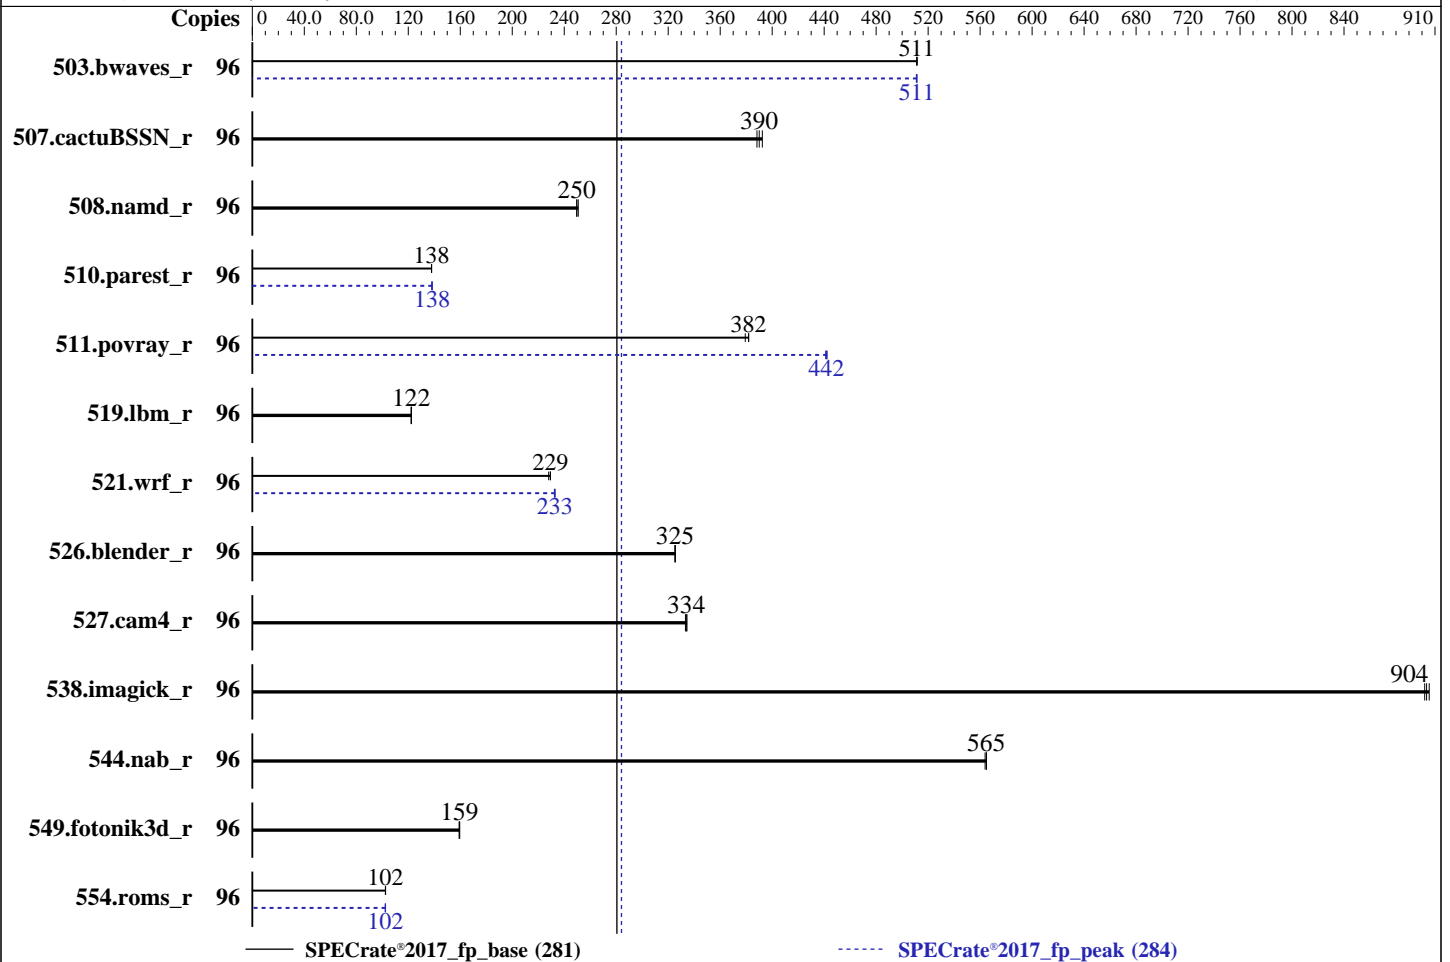 Copies 0 40.0 80.0 120 160 200 240 280 320 360 400 440 480 520 560 600 640 680 720 760 800 840 910
503.bwaves_r 96 511
511
507.cactuBSSN_r 96 390
508.namd_r 96 250
510.parest_r 96 138
138
511.povray_r 96 382
442
519.lbm_r 96 122
521.wrf_r 96 229
233
526.blender_r 96 325
527.cam4_r 96 334
538.imagick_r 96 904
544.nab_r 96 565
549.fotonik3d_r 96 159
554.roms_r 96 102
102
SPECrate®2017_fp_base (281) SPECrate®2017_fp_peak (284)